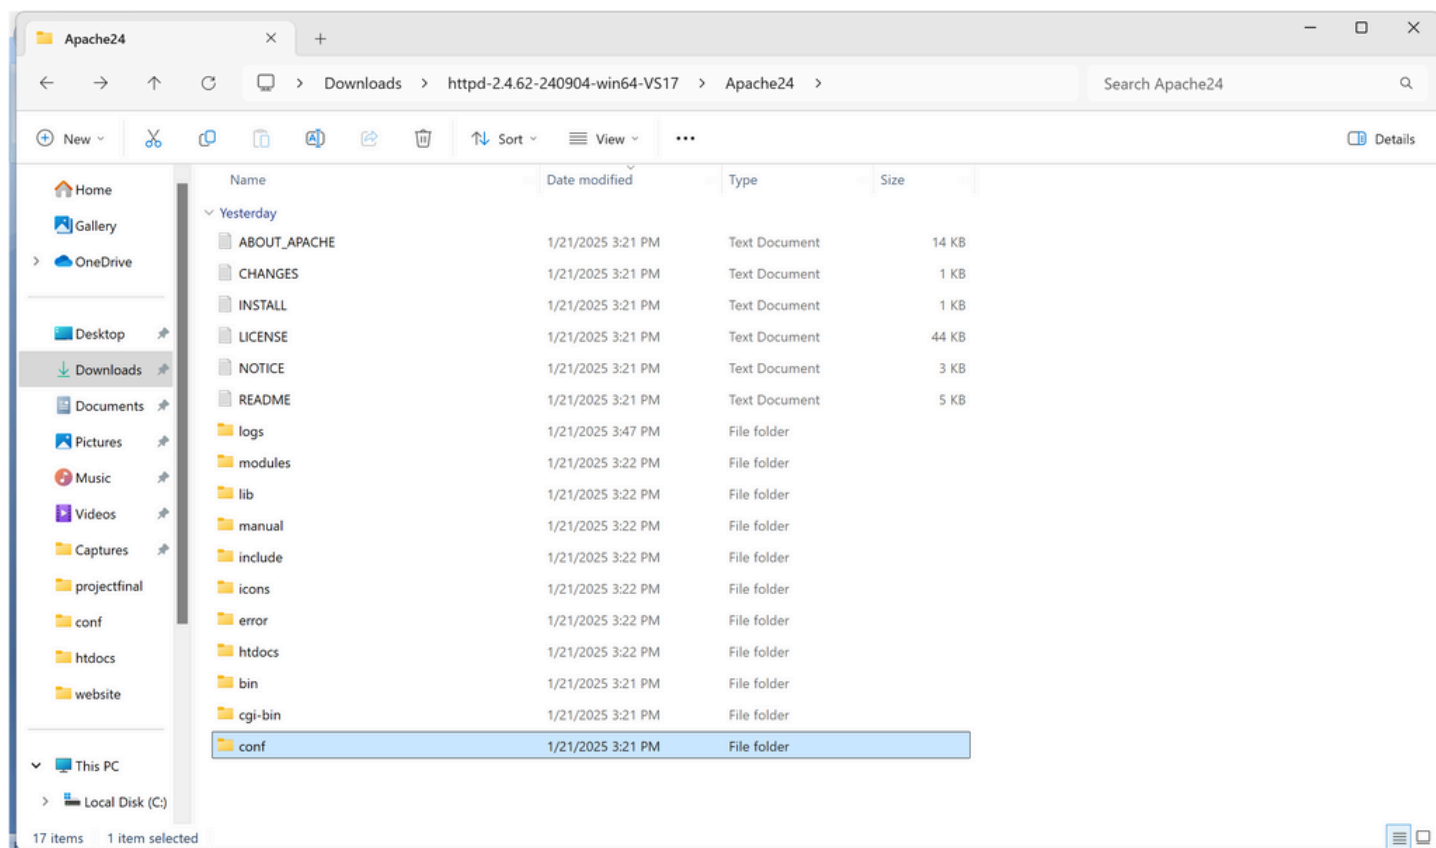 Apache24
Downloads > httpd-2.4.62-240904-win64-VS17 > Apache24 >
Search Apache24
New
Sort
View
Details
Home
Gallery
OneDrive
Desktop
Downloads
Documents
Pictures
Music
Videos
Captures
projectfinal
conf
htdocs
website
This PC
Local Disk (C:)
Name Date modified Type Size
Yesterday
ABOUT_APACHE 1/21/2025 3:21 PM Text Document 14 KB
CHANGES 1/21/2025 3:21 PM Text Document 1 KB
INSTALL 1/21/2025 3:21 PM Text Document 1 KB
LICENSE 1/21/2025 3:21 PM Text Document 44 KB
NOTICE 1/21/2025 3:21 PM Text Document 3 KB
README 1/21/2025 3:21 PM Text Document 5 KB
logs 1/21/2025 3:47 PM File folder
modules 1/21/2025 3:22 PM File folder
lib 1/21/2025 3:22 PM File folder
manual 1/21/2025 3:22 PM File folder
include 1/21/2025 3:22 PM File folder
icons 1/21/2025 3:22 PM File folder
error 1/21/2025 3:22 PM File folder
htdocs 1/21/2025 3:22 PM File folder
bin 1/21/2025 3:21 PM File folder
cgi-bin 1/21/2025 3:21 PM File folder
conf 1/21/2025 3:21 PM File folder
17 items 1 item selected